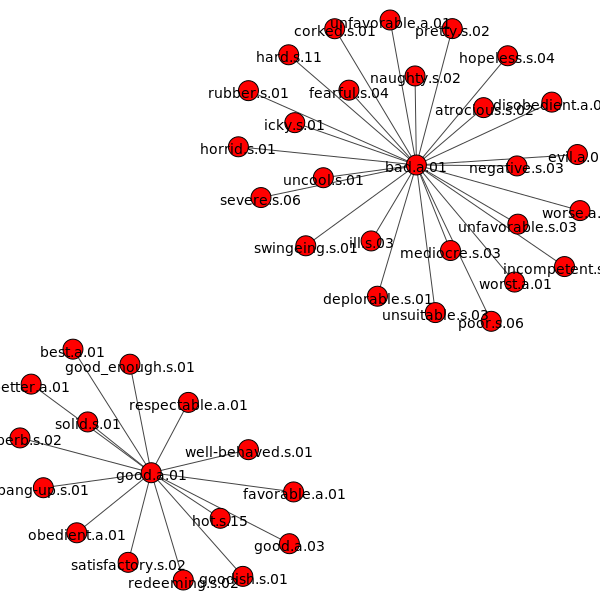 unfavorable.a.01
corked.s.01
pretty.s.02
hard.s.11
hopeless.s.04
naughty.s.02
rubber.s.01
fearful.s.04
atrocious.s.02
disobedient.a.0
icky.s.01
horrid.s.01
evil.a.0
bad.a.01
negative.s.03
uncool.s.01
severe.s.06
worse.a.
unfavorable.s.03
swingeing.s.01
ill.s.03
mediocre.s.03
incompetent.s
worst.a.01
deplorable.s.01
unsuitable.s.03
poor.s.06
best.a.01
good_enough.s.01
etter.a.01
respectable.a.01
solid.s.01
perb.s.02
well-behaved.s.01
good.a.01
bang-up.s.01
favorable.a.01
hot.s.15
obedient.a.01
good.a.03
satisfactory.s.02
redeeming.s.02
goodish.s.01